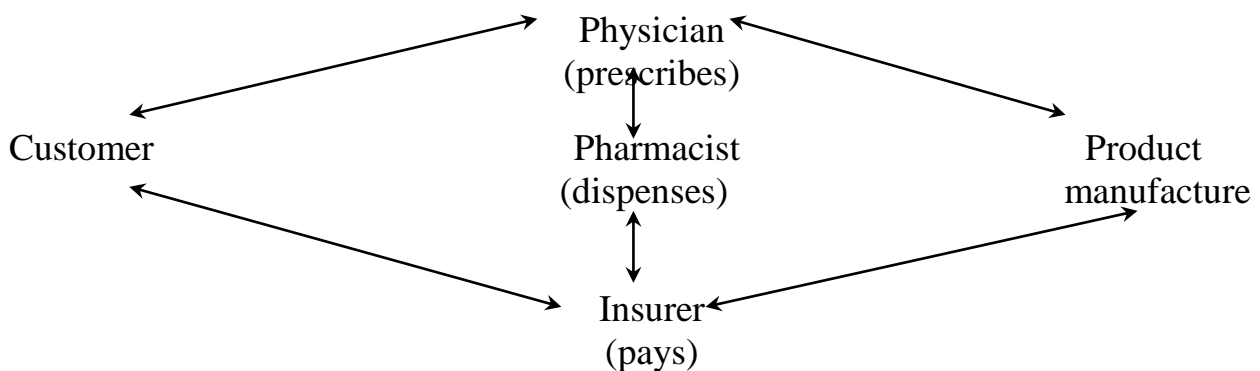 Physician
(prescribes)
Customer
Pharmacist
(dispenses)
Product
manufacture
Insurer
(pays)